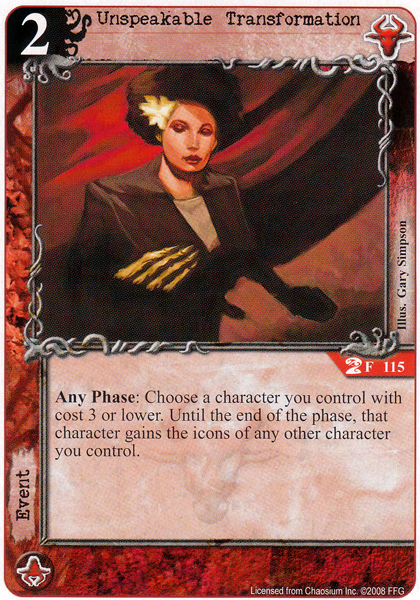 2
Unspeakable Transformation
Illus. Gary Simpson
F 115
Any Phase: Choose a character you control with
cost 3 or lower. Until the end of the phase, that
character gains the icons of any other character
you control.
Event
Licensed from Chaosium Inc. ©2008 FFG